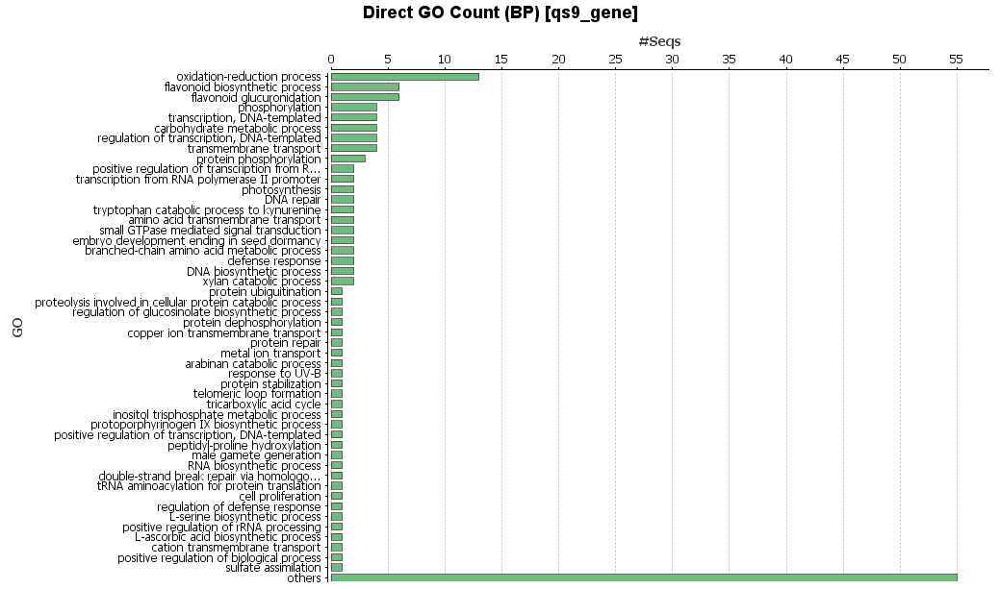 Direct GO Count (BP) [qs9_gene]
#Seqs
0 5 10 15 20 25 30 35 40 45 50 55
GO
oxidation-reduction process
flavonoid biosynthetic process
flavonoid glucuronidation
phosphorylation
transcription, DNA-templated
carbohydrate metabolic process
regulation of transcription, DNA-templated
transmembrane transport
protein phosphorylation
positive regulation of transcription from R...
transcription from RNA polymerase II promoter
photosynthesis
DNA repair
tryptophan catabolic process to kynurenine
amino acid transmembrane transport
small GTPase mediated signal transduction
embryo development ending in seed dormancy
branched-chain amino acid metabolic process
defense response
DNA biosynthetic process
xylan catabolic process
protein ubiquitination
proteolysis involved in cellular protein catabolic process
regulation of glucosinolate biosynthetic process
protein dephosphorylation
copper ion transmembrane transport
protein repair
metal ion transport
arabinan catabolic process
response to UV-B
protein stabilization
telomeric loop formation
tricarboxylic acid cycle
inositol trisphosphate metabolic process
protoporphyrinogen IX biosynthetic process
positive regulation of transcription, DNA-templated
peptidyl-proline hydroxylation
male gamete generation
RNA biosynthetic process
double-strand break repair via homologo...
tRNA aminoacylation for protein translation
cell proliferation
regulation of defense response
L-serine biosynthetic process
positive regulation of rRNA processing
L-ascorbic acid biosynthetic process
cation transmembrane transport
positive regulation of biological process
sulfate assimilation
others